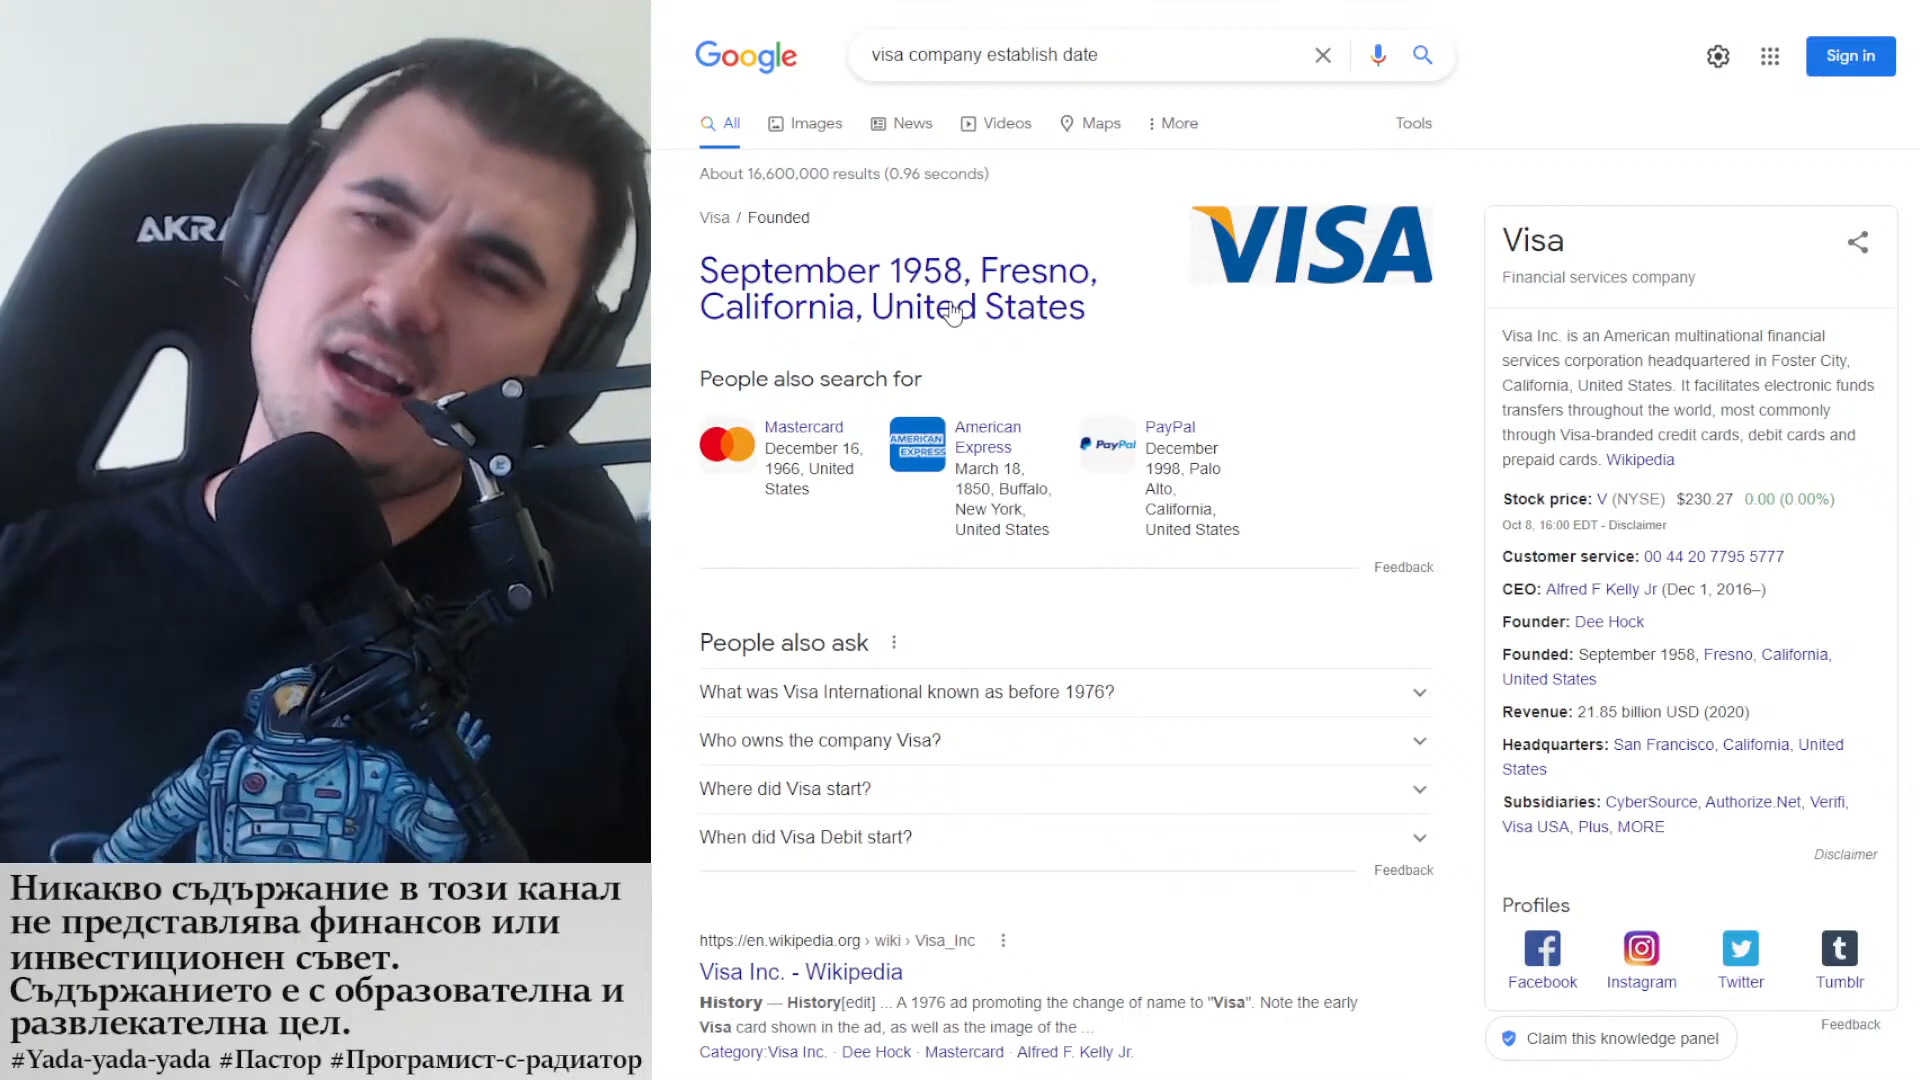 Google
visa company establish date
Sign in
All
Images
News
Videos
Maps
More
Tools
About 16,600,000 results (0.96 seconds)
Visa / Founded
September 1958, Fresno,
California, United States
VISA
People also search for
Mastercard
December 16,
1966, United
States
AMERICAN
EXPRESS
American
Express
March 18,
1850, Buffalo,
New York,
United States
PayPal
PayPal
December
1998, Palo
Alto,
California,
United States
Feedback
People also ask
What was Visa International known as before 1976?
Who owns the company Visa?
Where did Visa start?
When did Visa Debit start?
Feedback
https://en.wikipedia.org › wiki › Visa_Inc
Visa Inc. - Wikipedia
History — History[edit] ... A 1976 ad promoting the change of name to "Visa". Note the early
Visa card shown in the ad, as well as the image of the ...
Category:Visa Inc. · Dee Hock · Mastercard · Alfred F. Kelly Jr.
Visa
Financial services company
Visa Inc. is an American multinational financial
services corporation headquartered in Foster City,
California, United States. It facilitates electronic funds
transfers throughout the world, most commonly
through Visa-branded credit cards, debit cards and
prepaid cards. Wikipedia
Stock price: V (NYSE) $230.27 0.00 (0.00%)
Oct 8, 16:00 EDT - Disclaimer
Customer service: 00 44 20 7795 5777
CEO: Alfred F Kelly Jr (Dec 1, 2016–)
Founder: Dee Hock
Founded: September 1958, Fresno, California,
United States
Revenue: 21.85 billion USD (2020)
Headquarters: San Francisco, California, United
States
Subsidiaries: CyberSource, Authorize.Net, Verifi,
Visa USA, Plus, MORE
Disclaimer
Profiles
Facebook
Instagram
Twitter
Tumblr
Feedback
Claim this knowledge panel
Никакво съдържание в този канал
не представлява финансов или
инвестиционен съвет.
Съдържанието е с образователна и
развлекателна цел.
#Yada-yada-yada #Пастор #Програмист-с-радиатор